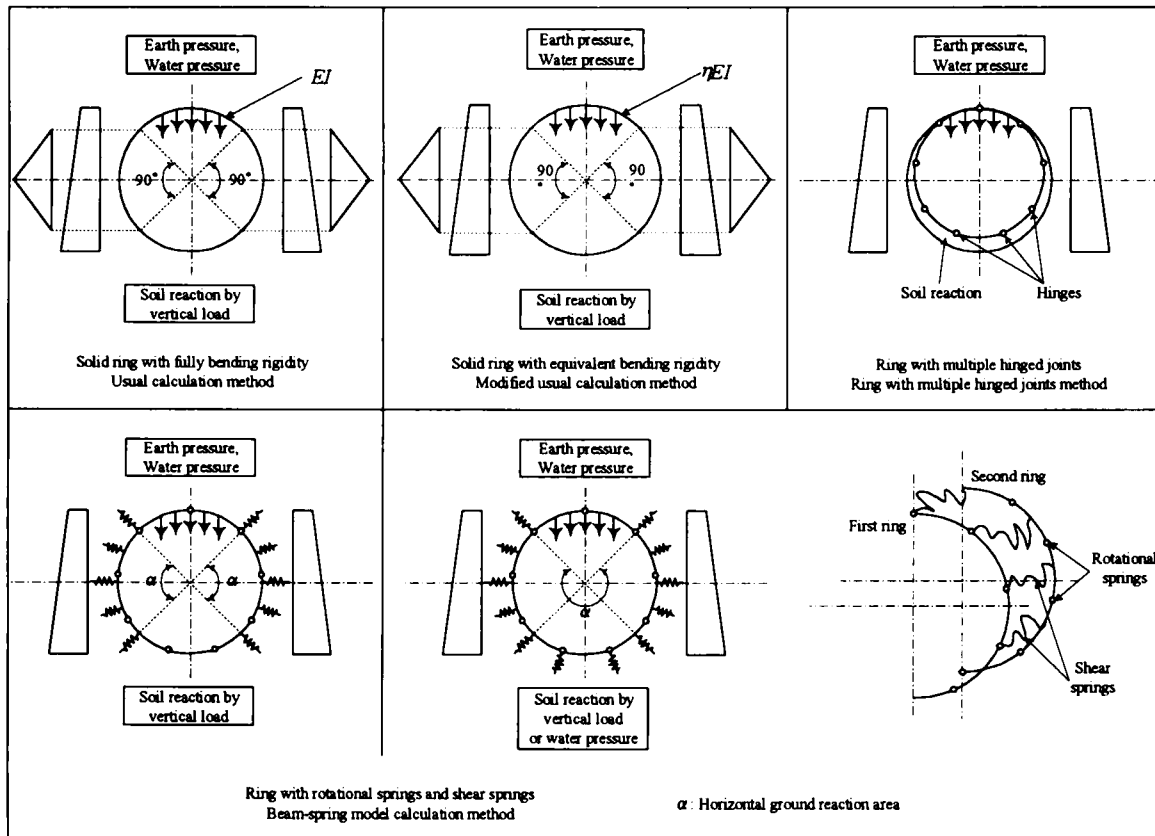 Earth pressure,
Water pressure
EI
90°
90°
Soil reaction by
vertical load
Solid ring with fully bending rigidity
Usual calculation method
Earth pressure,
Water pressure
ηEI
90
°
90
°
Soil reaction by
vertical load
Solid ring with equivalent bending rigidity
Modified usual calculation method
Earth pressure,
Water pressure
Soil reaction
Hinges
Ring with multiple hinged joints
Ring with multiple hinged joints method
Earth pressure,
Water pressure
α
α
Soil reaction by
vertical load
Earth pressure,
Water pressure
α
Soil reaction by
vertical load
or water pressure
Second ring
First ring
Rotational
springs
Shear
springs
Ring with rotational springs and shear springs
Beam-spring model calculation method
α : Horizontal ground reaction area